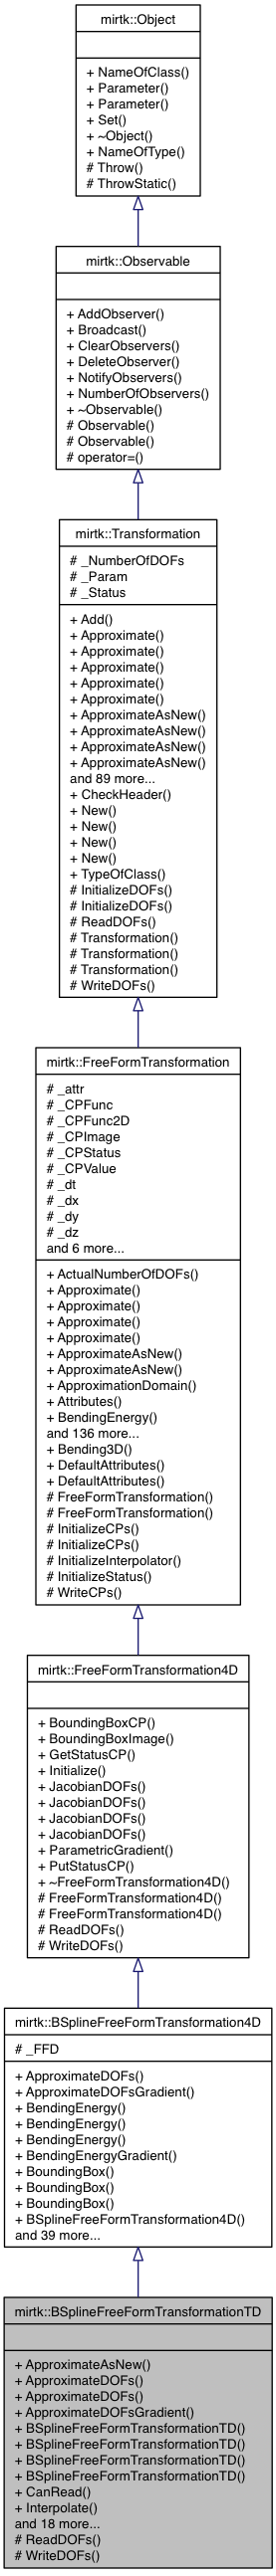 mirtk::Object
+ NameOfClass()
+ Parameter()
+ Parameter()
+ Set()
+ ~Object()
+ NameOfType()
# Throw()
# ThrowStatic()
mirtk::Observable
+ AddObserver()
+ Broadcast()
+ ClearObservers()
+ DeleteObserver()
+ NotifyObservers()
+ NumberOfObservers()
+ ~Observable()
# Observable()
# Observable()
# operator=()
mirtk::Transformation
# _NumberOfDOFs
# _Param
# _Status
+ Add()
+ Approximate()
+ Approximate()
+ Approximate()
+ Approximate()
+ Approximate()
+ ApproximateAsNew()
+ ApproximateAsNew()
+ ApproximateAsNew()
+ ApproximateAsNew()
and 89 more...
+ CheckHeader()
+ New()
+ New()
+ New()
+ New()
+ TypeOfClass()
# InitializeDOFs()
# InitializeDOFs()
# ReadDOFs()
# Transformation()
# Transformation()
# Transformation()
# WriteDOFs()
mirtk::FreeFormTransformation
# _attr
# _CPFunc
# _CPFunc2D
# _CPImage
# _CPStatus
# _CPValue
# _dt
# _dx
# _dy
# _dz
and 6 more...
+ ActualNumberOfDOFs()
+ Approximate()
+ Approximate()
+ Approximate()
+ Approximate()
+ ApproximateAsNew()
+ ApproximateAsNew()
+ ApproximationDomain()
+ Attributes()
+ BendingEnergy()
and 136 more...
+ Bending3D()
+ DefaultAttributes()
+ DefaultAttributes()
# FreeFormTransformation()
# FreeFormTransformation()
# InitializeCPs()
# InitializeCPs()
# InitializeInterpolator()
# InitializeStatus()
# WriteCPs()
mirtk::FreeFormTransformation4D
+ BoundingBoxCP()
+ BoundingBoxImage()
+ GetStatusCP()
+ Initialize()
+ JacobianDOFs()
+ JacobianDOFs()
+ JacobianDOFs()
+ JacobianDOFs()
+ ParametricGradient()
+ PutStatusCP()
+ ~FreeFormTransformation4D()
# FreeFormTransformation4D()
# FreeFormTransformation4D()
# ReadDOFs()
# WriteDOFs()
mirtk::BSplineFreeFormTransformation4D
# _FFD
+ ApproximateDOFs()
+ ApproximateDOFsGradient()
+ BendingEnergy()
+ BendingEnergy()
+ BendingEnergy()
+ BendingEnergyGradient()
+ BoundingBox()
+ BoundingBox()
+ BoundingBox()
+ BSplineFreeFormTransformation4D()
and 39 more...
mirtk::BSplineFreeFormTransformationTD
+ ApproximateAsNew()
+ ApproximateDOFs()
+ ApproximateDOFs()
+ ApproximateDOFsGradient()
+ BSplineFreeFormTransformationTD()
+ BSplineFreeFormTransformationTD()
+ BSplineFreeFormTransformationTD()
+ BSplineFreeFormTransformationTD()
+ CanRead()
+ Interpolate()
and 18 more...
# ReadDOFs()
# WriteDOFs()